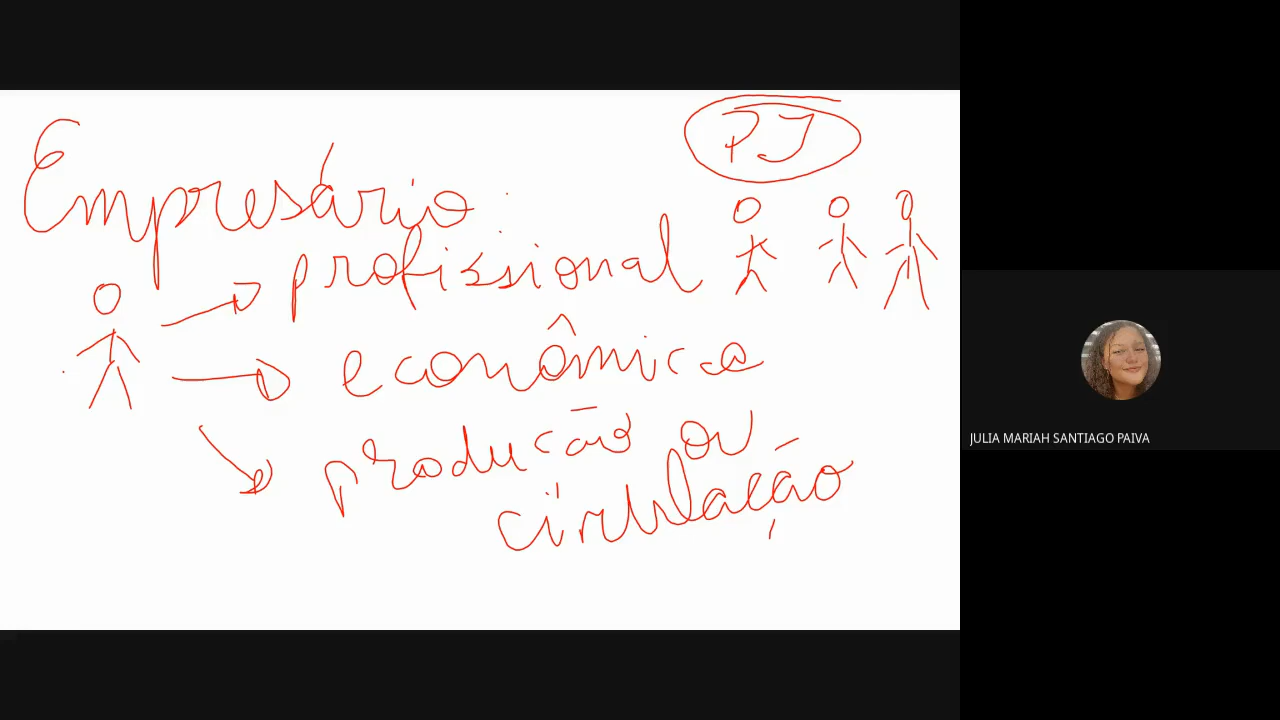 PJ
Empresário
profissional
econômica
produção ou
circulação
JULIA MARIAH SANTIAGO PAIVA